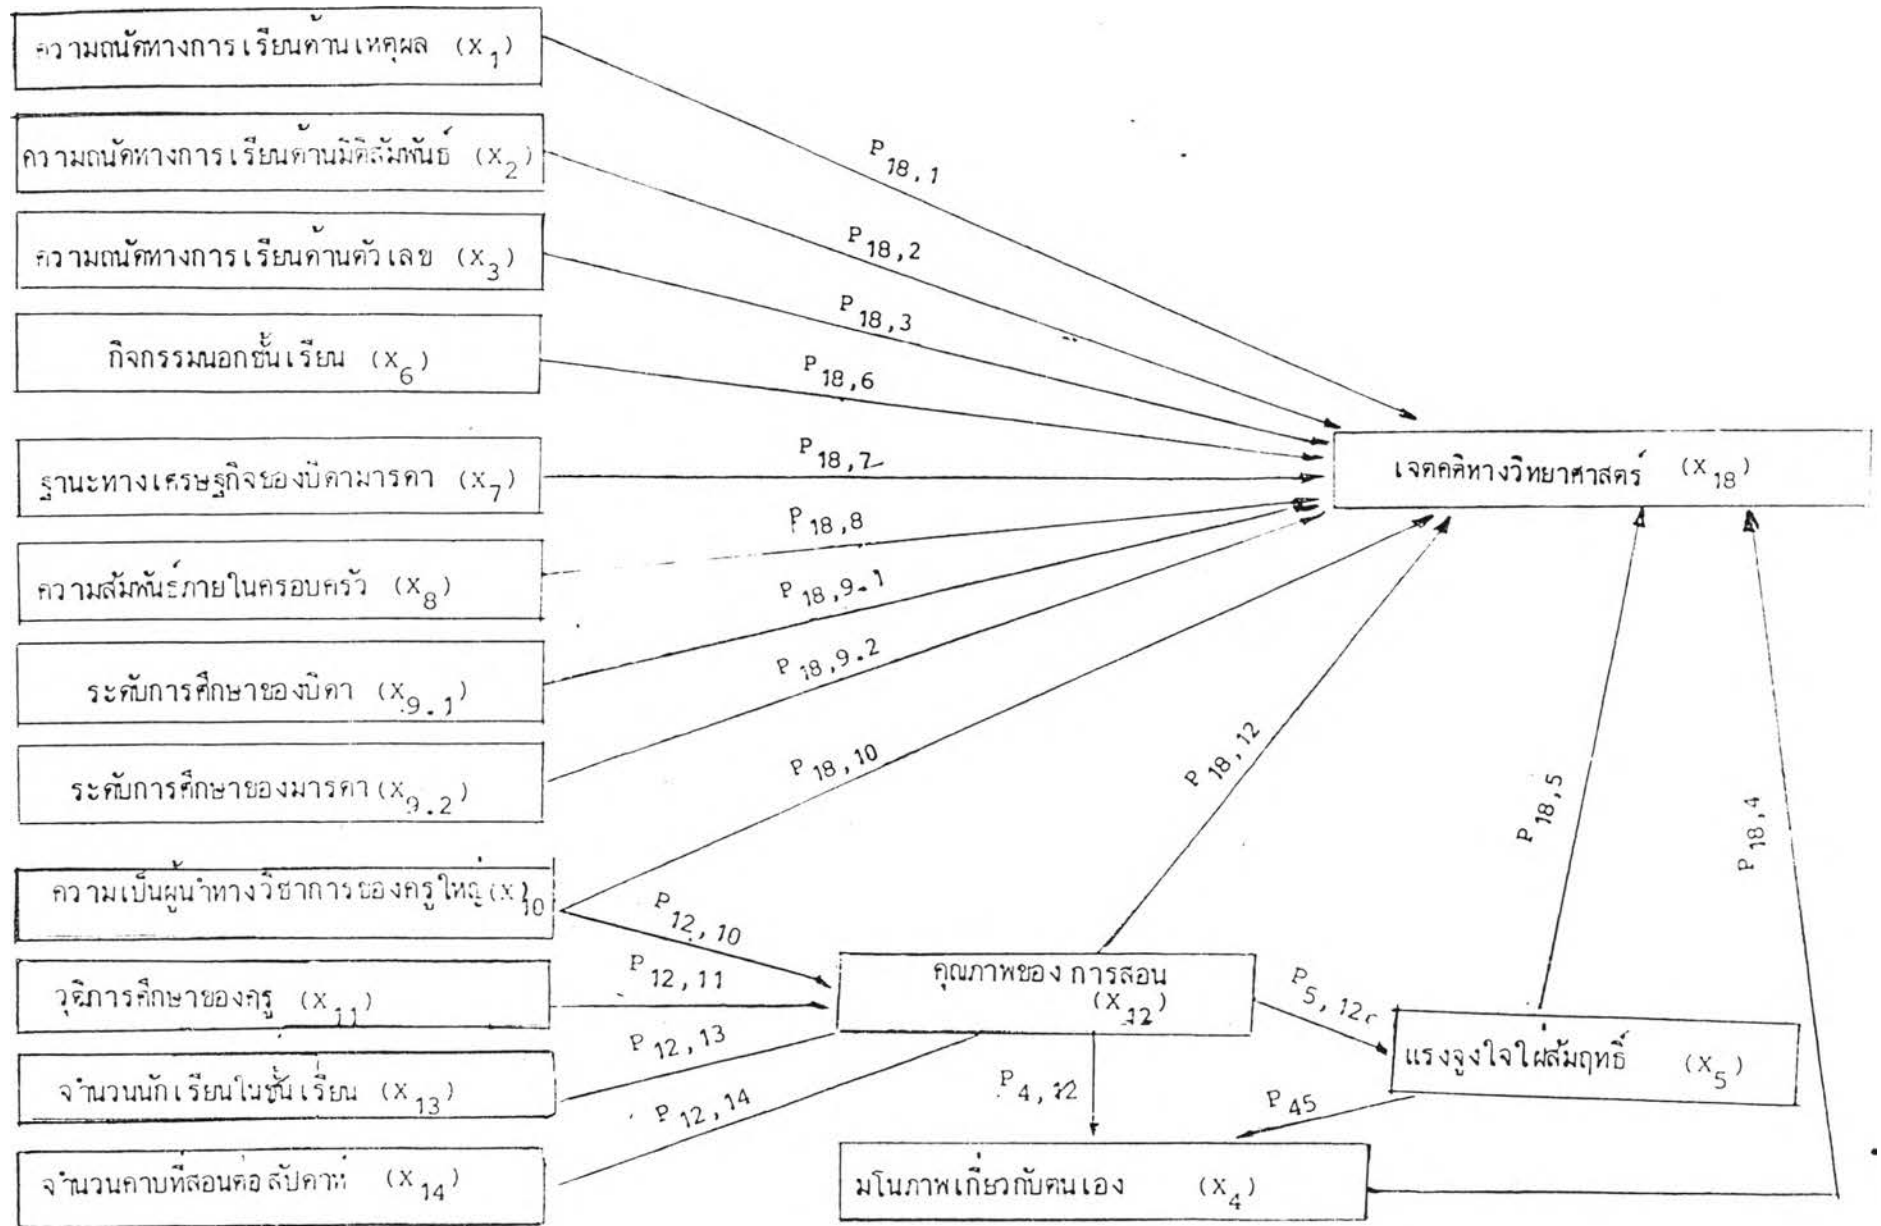 ความถนัดทางการเรียนด้านเหตุผล (X1)
P18,1
ความถนัดทางการเรียนด้านมิติสัมพันธ์ (X2)
P18,2
ความถนัดทางการเรียนด้านตัวเลข (X3)
P18,3
กิจกรรมนอกชั้นเรียน (X6)
P18,6
ฐานะทางเศรษฐกิจของบิดามารดา (X7)
P18,7
เจตคติทางวิทยาศาสตร์ (X18)
ความสัมพันธ์ภายในครอบครัว (X8)
P18,8
P18,9.1
ระดับการศึกษาของบิดา (X9.1)
P18,9.2
ระดับการศึกษาของมารดา (X9.2)
P18,10
P18,12
P18,5
P18,4
ความเป็นผู้นำทางวิชาการของครูใหญ่ (X)10
P12,10
วุฒิการศึกษาของครู (X11)
P12,11
คุณภาพของการสอน
(X12)
P5,12
แรงจูงใจใฝ่สัมฤทธิ์ (X5)
จำนวนนักเรียนในชั้นเรียน (X13)
P12,13
P4,12
P45
จำนวนคาบที่สอนต่อสัปดาห์ (X14)
P12,14
มโนภาพเกี่ยวกับตนเอง (X4)